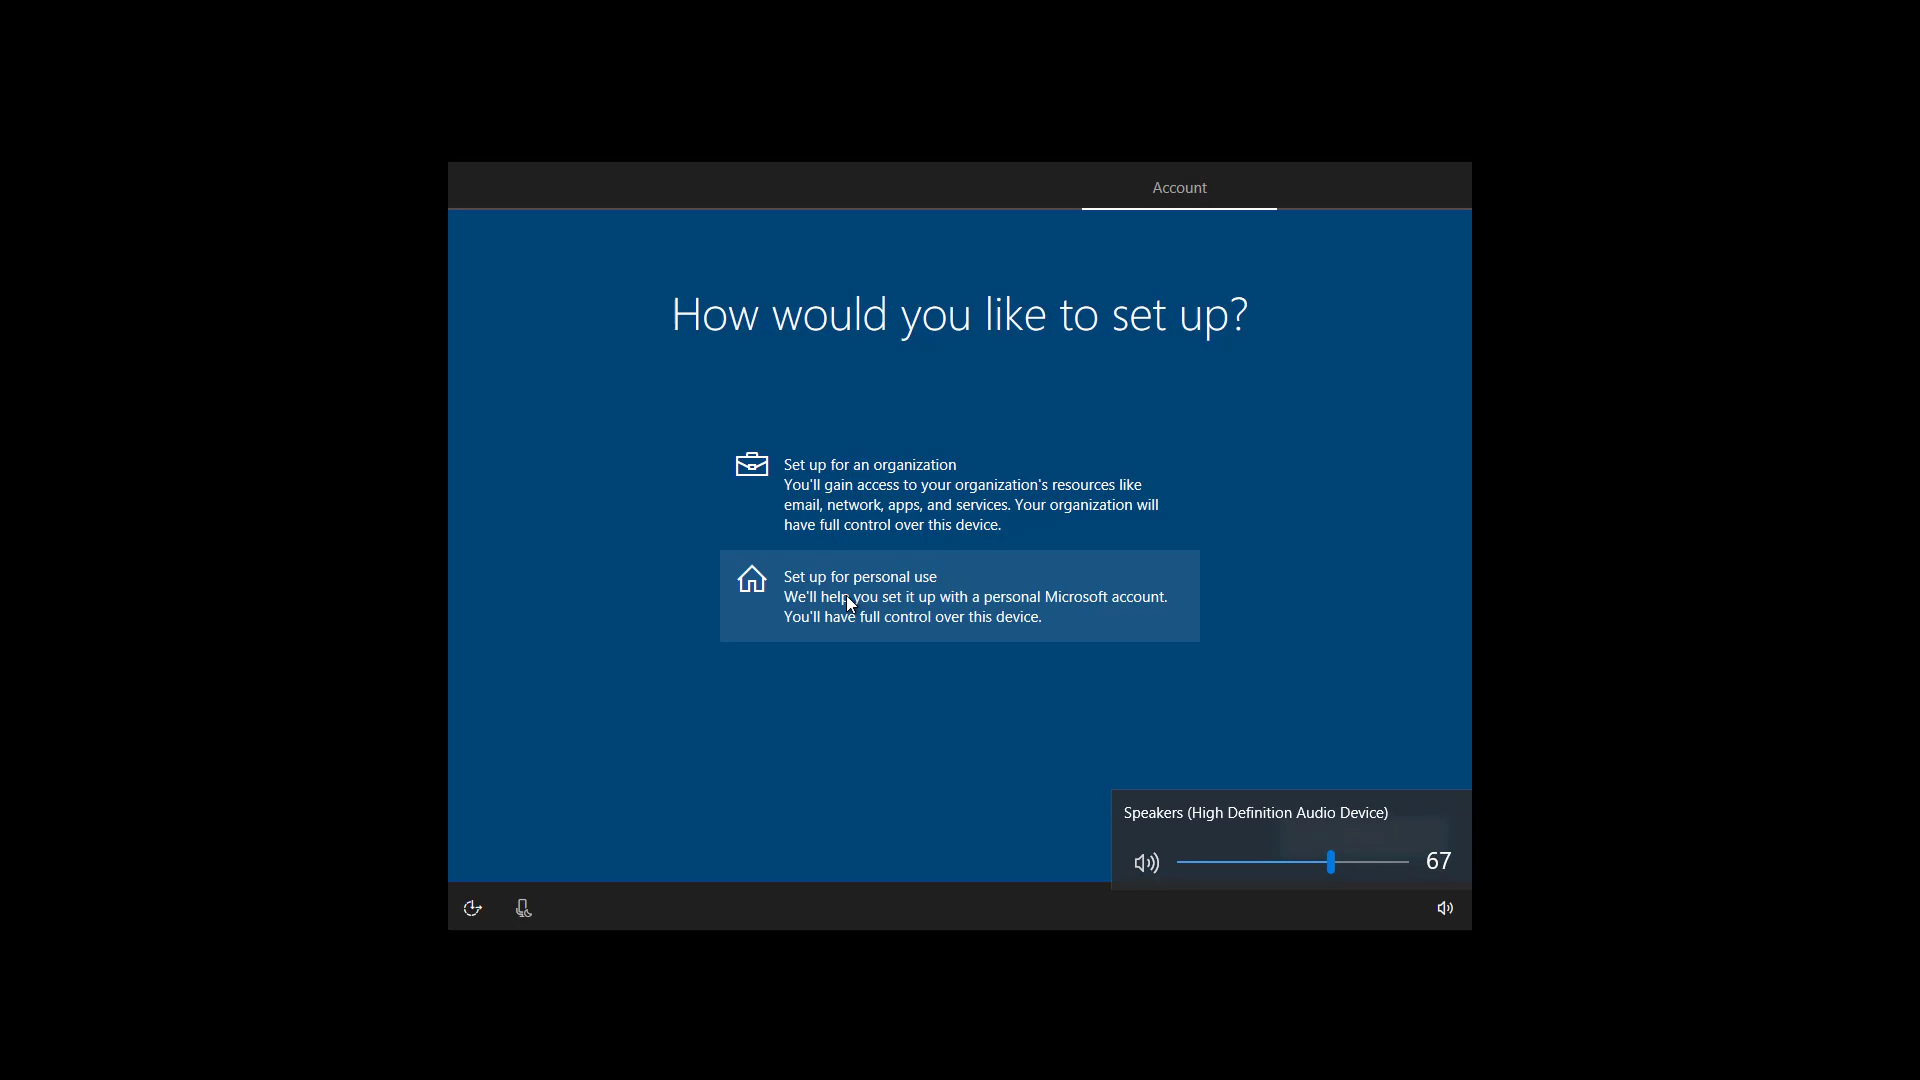 Account
How would you like to set up?
Set up for an organization
You'll gain access to your organization's resources like
email, network, apps, and services. Your organization will
have full control over this device.
Set up for personal use
We'll help you set it up with a personal Microsoft account.
You'll have full control over this device.
Speakers (High Definition Audio Device)
67